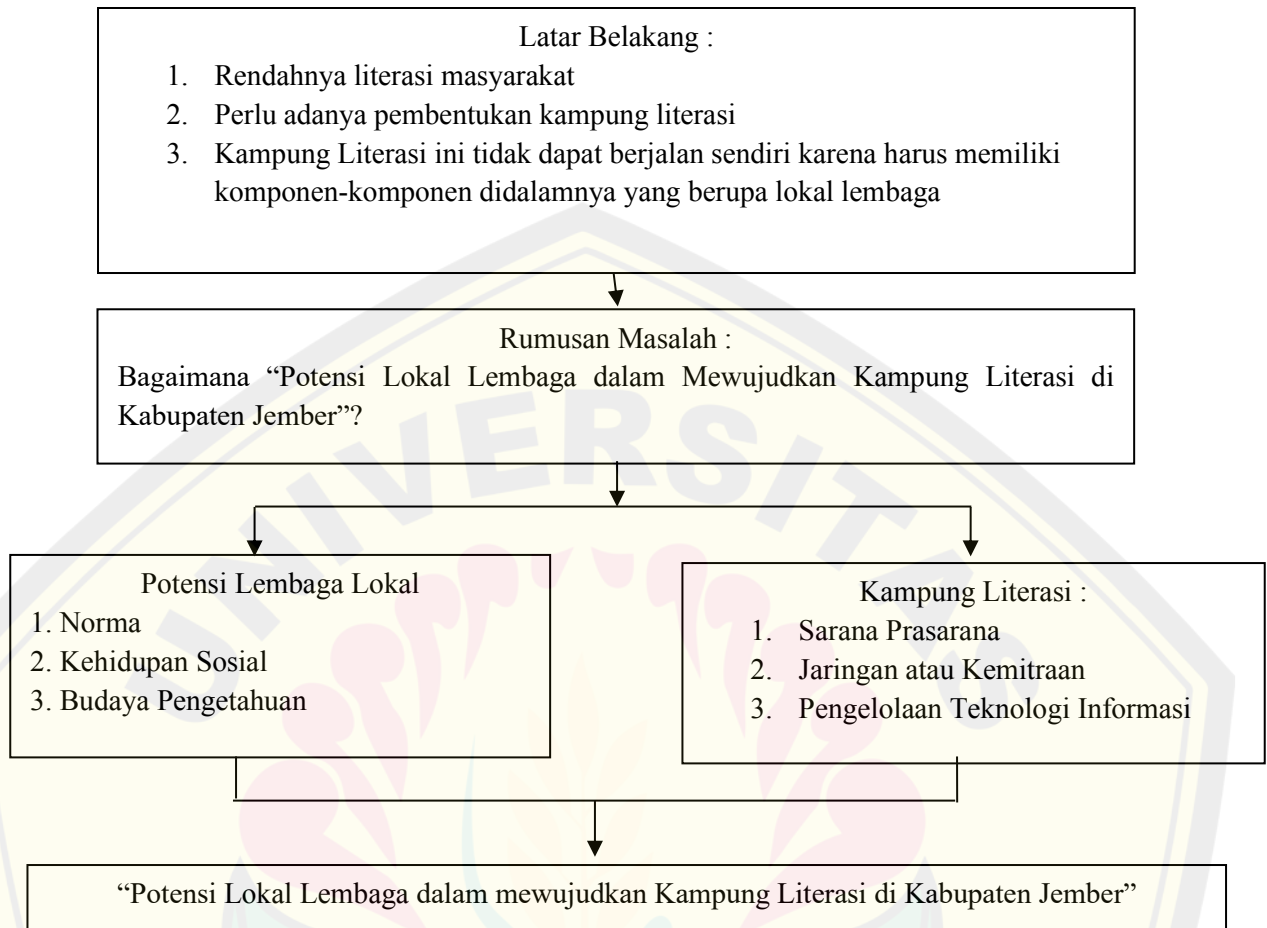 Latar Belakang :
1. Rendahnya literasi masyarakat
2. Perlu adanya pembentukan kampung literasi
3. Kampung Literasi ini tidak dapat berjalan sendiri karena harus memiliki
komponen-komponen didalamnya yang berupa lokal lembaga
Rumusan Masalah :
Bagaimana “Potensi Lokal Lembaga dalam Mewujudkan Kampung Literasi di
Kabupaten Jember”?
UNIVERSITAS
Potensi Lembaga Lokal
1. Norma
2. Kehidupan Sosial
3. Budaya Pengetahuan
Kampung Literasi :
1. Sarana Prasarana
2. Jaringan atau Kemitraan
3. Pengelolaan Teknologi Informasi
“Potensi Lokal Lembaga dalam mewujudkan Kampung Literasi di Kabupaten Jember”